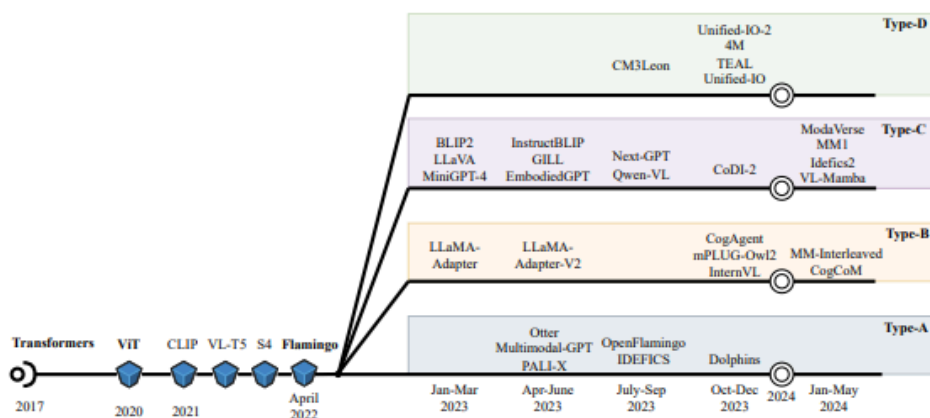 Type-D
Unified-IO-2
4M
CM3Leon
TEAL
Unified-IO
Type-C
BLIP2
LLaVA
MiniGPT-4
InstructBLIP
GILL
EmbodiedGPT
Next-GPT
Qwen-VL
CoDI-2
ModaVerse
MM1
Idefics2
VL-Mamba
Type-B
LLaMA-
Adapter
LLaMA-
Adapter-V2
CogAgent
mPLUG-Owl2
InternVL
MM-Interleaved
CogCoM
Type-A
Otter
Multimodal-GPT
PALI-X
OpenFlamingo
IDEFICS
Dolphins
Transformers
ViT
CLIP
VL-T5
S4
Flamingo
2017
2020
2021
April
2022
Jan-Mar
2023
Apr-June
2023
July-Sep
2023
Oct-Dec
2023
2024
Jan-May
2024